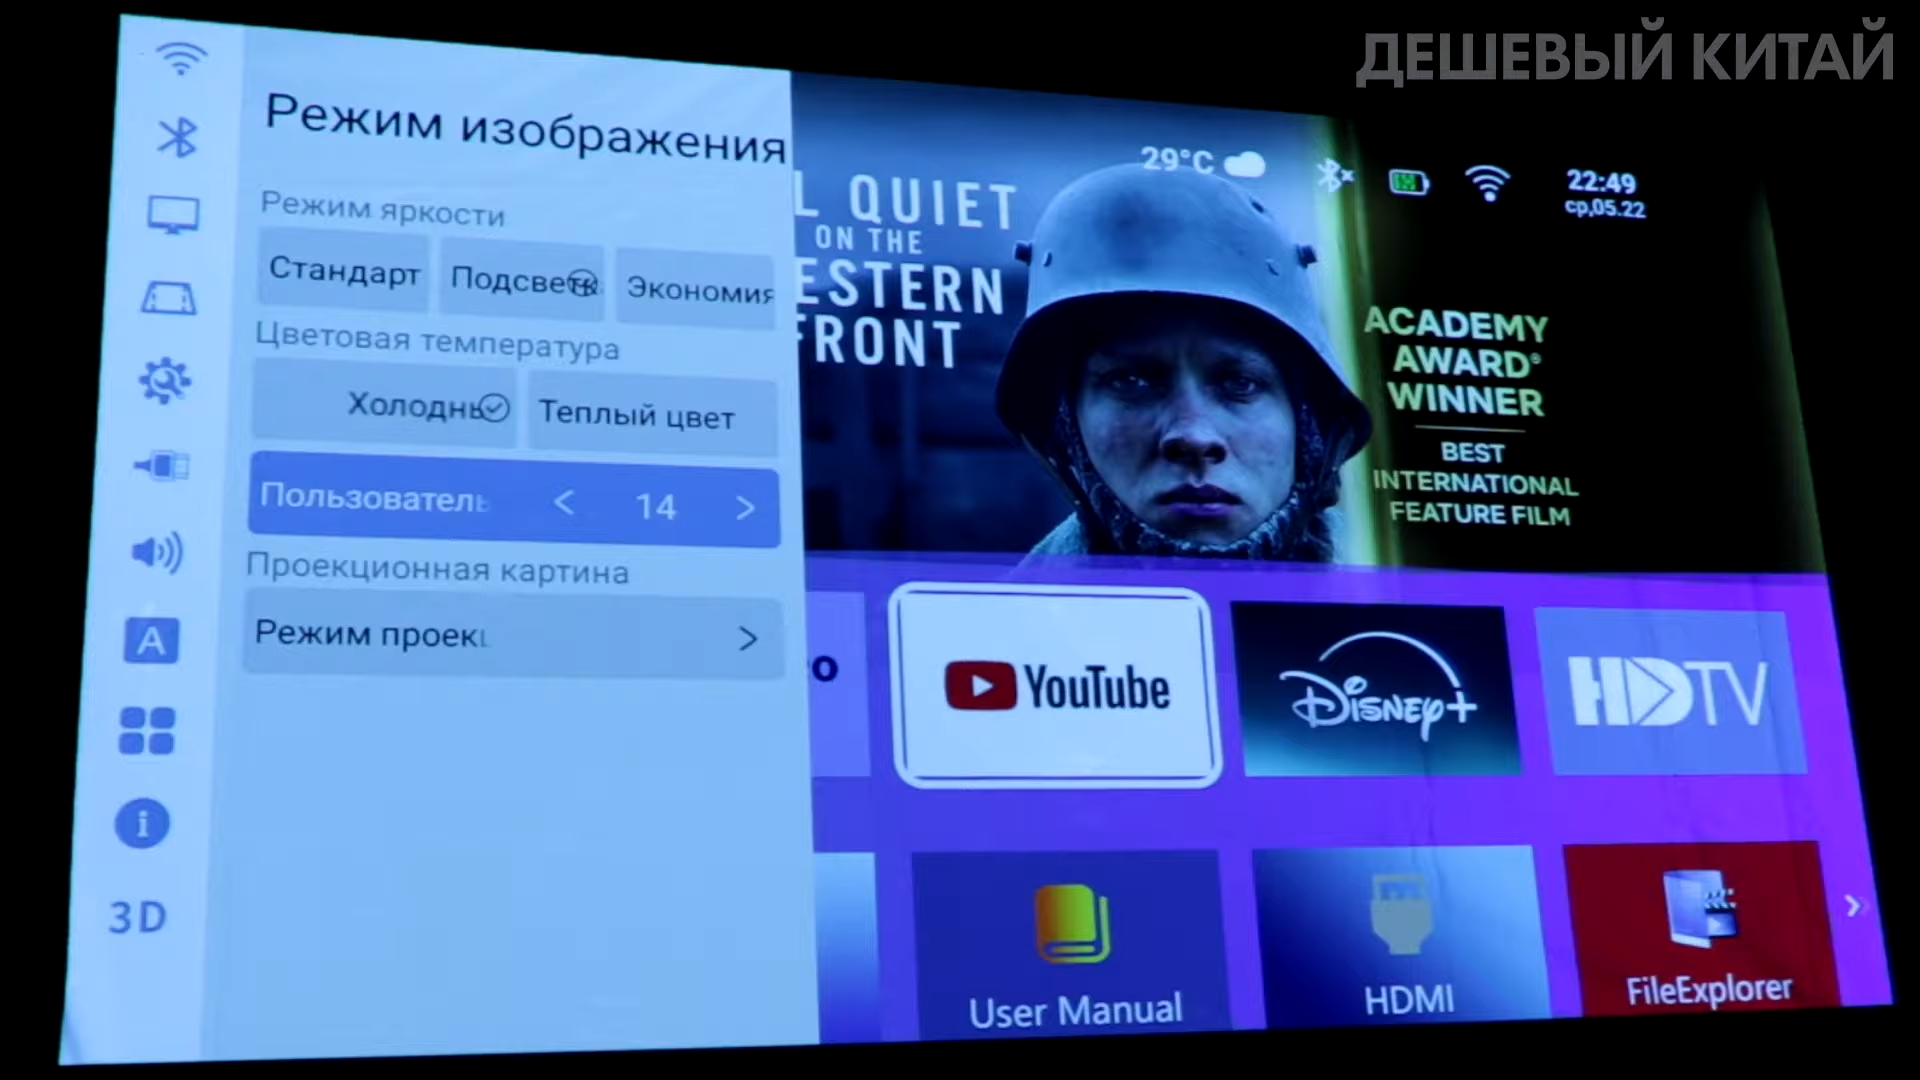 ДЕШЕВЫЙ КИТАЙ
Режим изображения
Режим яркости
Стандарт
Подсветк
Экономия
Цветовая температура
Холодны
Теплый цвет
Пользователь
< 14 >
Проекционная картина
Режим проек
>
A
i
3D
29°C
22:49
ср,05.22
L QUIET
ON THE
ESTERN
FRONT
ACADEMY
AWARD®
WINNER
BEST
INTERNATIONAL
FEATURE FILM
o
YouTube
Disney+
HDTV
User Manual
HDMI
FileExplorer